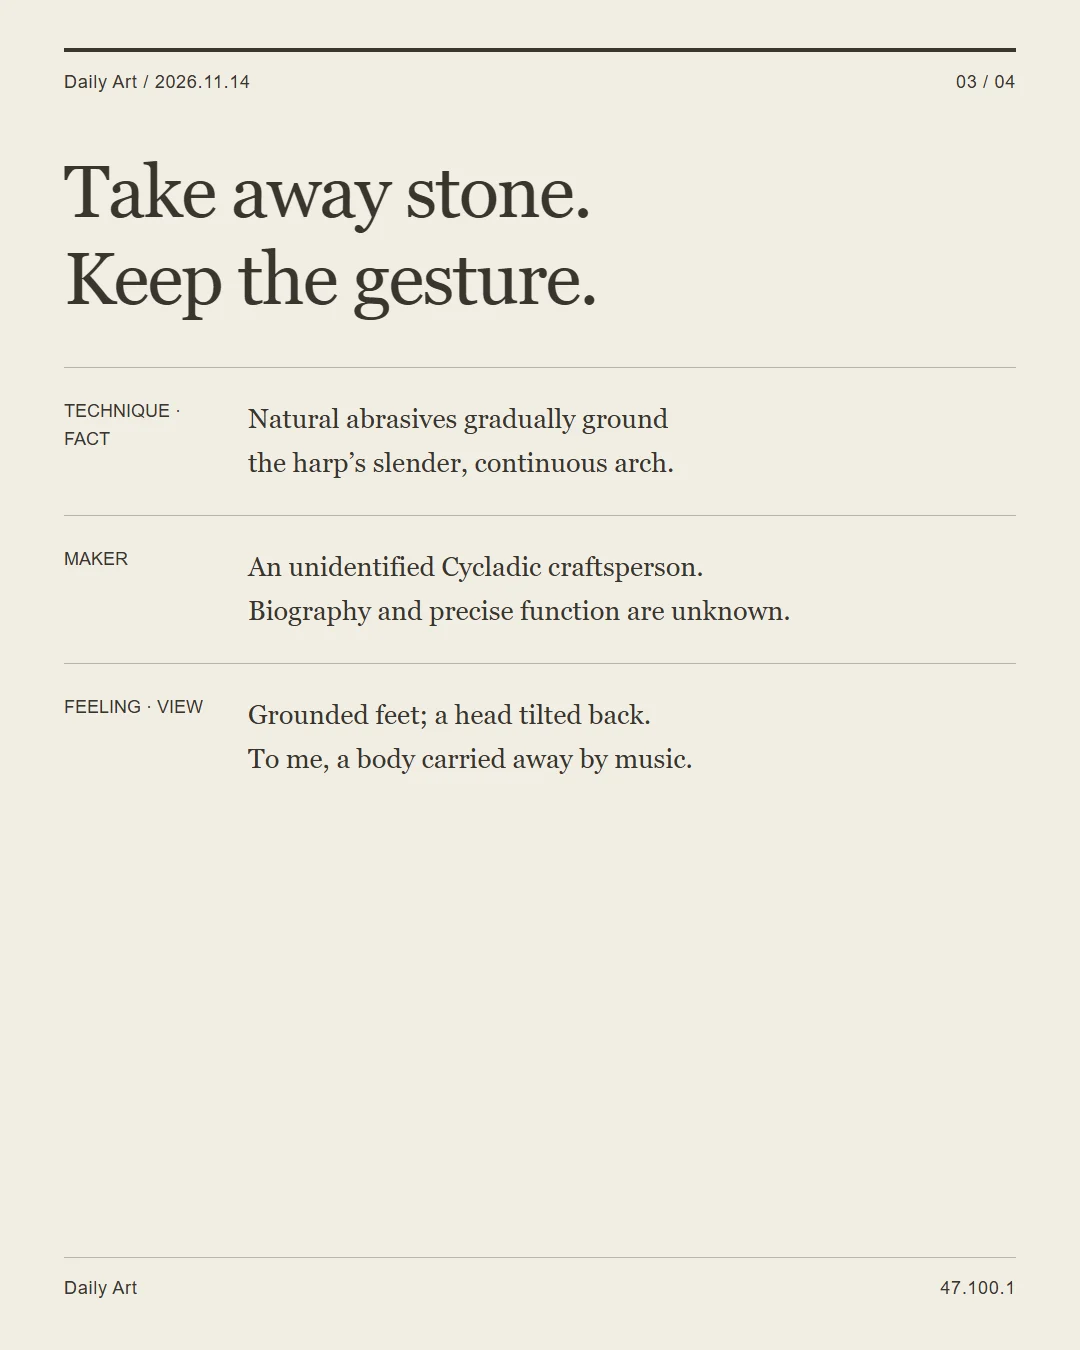 Daily Art / 2026.11.14
03 / 04
Take away stone.
Keep the gesture.
TECHNIQUE ·
FACT
Natural abrasives gradually ground
the harp’s slender, continuous arch.
MAKER
An unidentified Cycladic craftsperson.
Biography and precise function are unknown.
FEELING · VIEW
Grounded feet; a head tilted back.
To me, a body carried away by music.
Daily Art
47.100.1